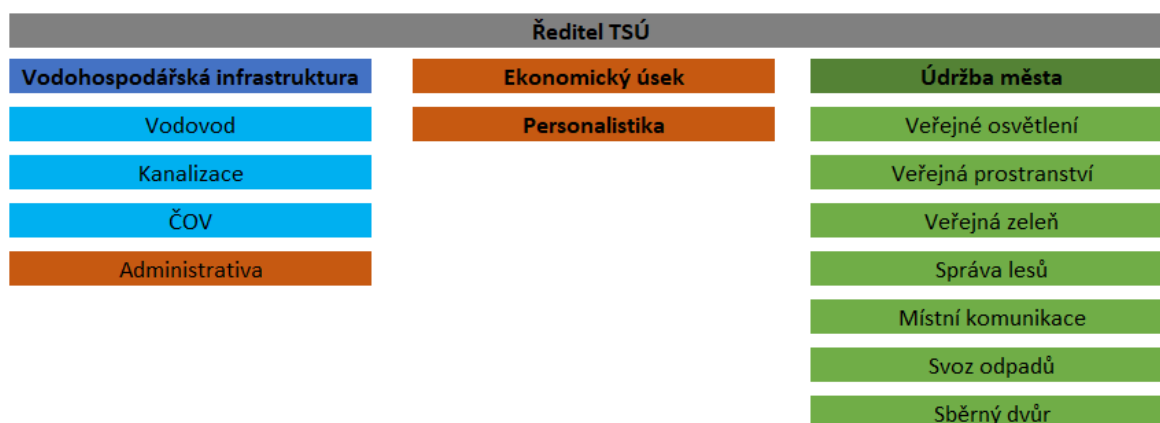 Ředitel TSÚ
Vodohospodářská infrastruktura
Vodovod
Kanalizace
ČOV
Administrativa
Ekonomický úsek
Personalistika
Údržba města
Veřejné osvětlení
Veřejná prostranství
Veřejná zeleň
Správa lesů
Místní komunikace
Svoz odpadů
Sběrný dvůr